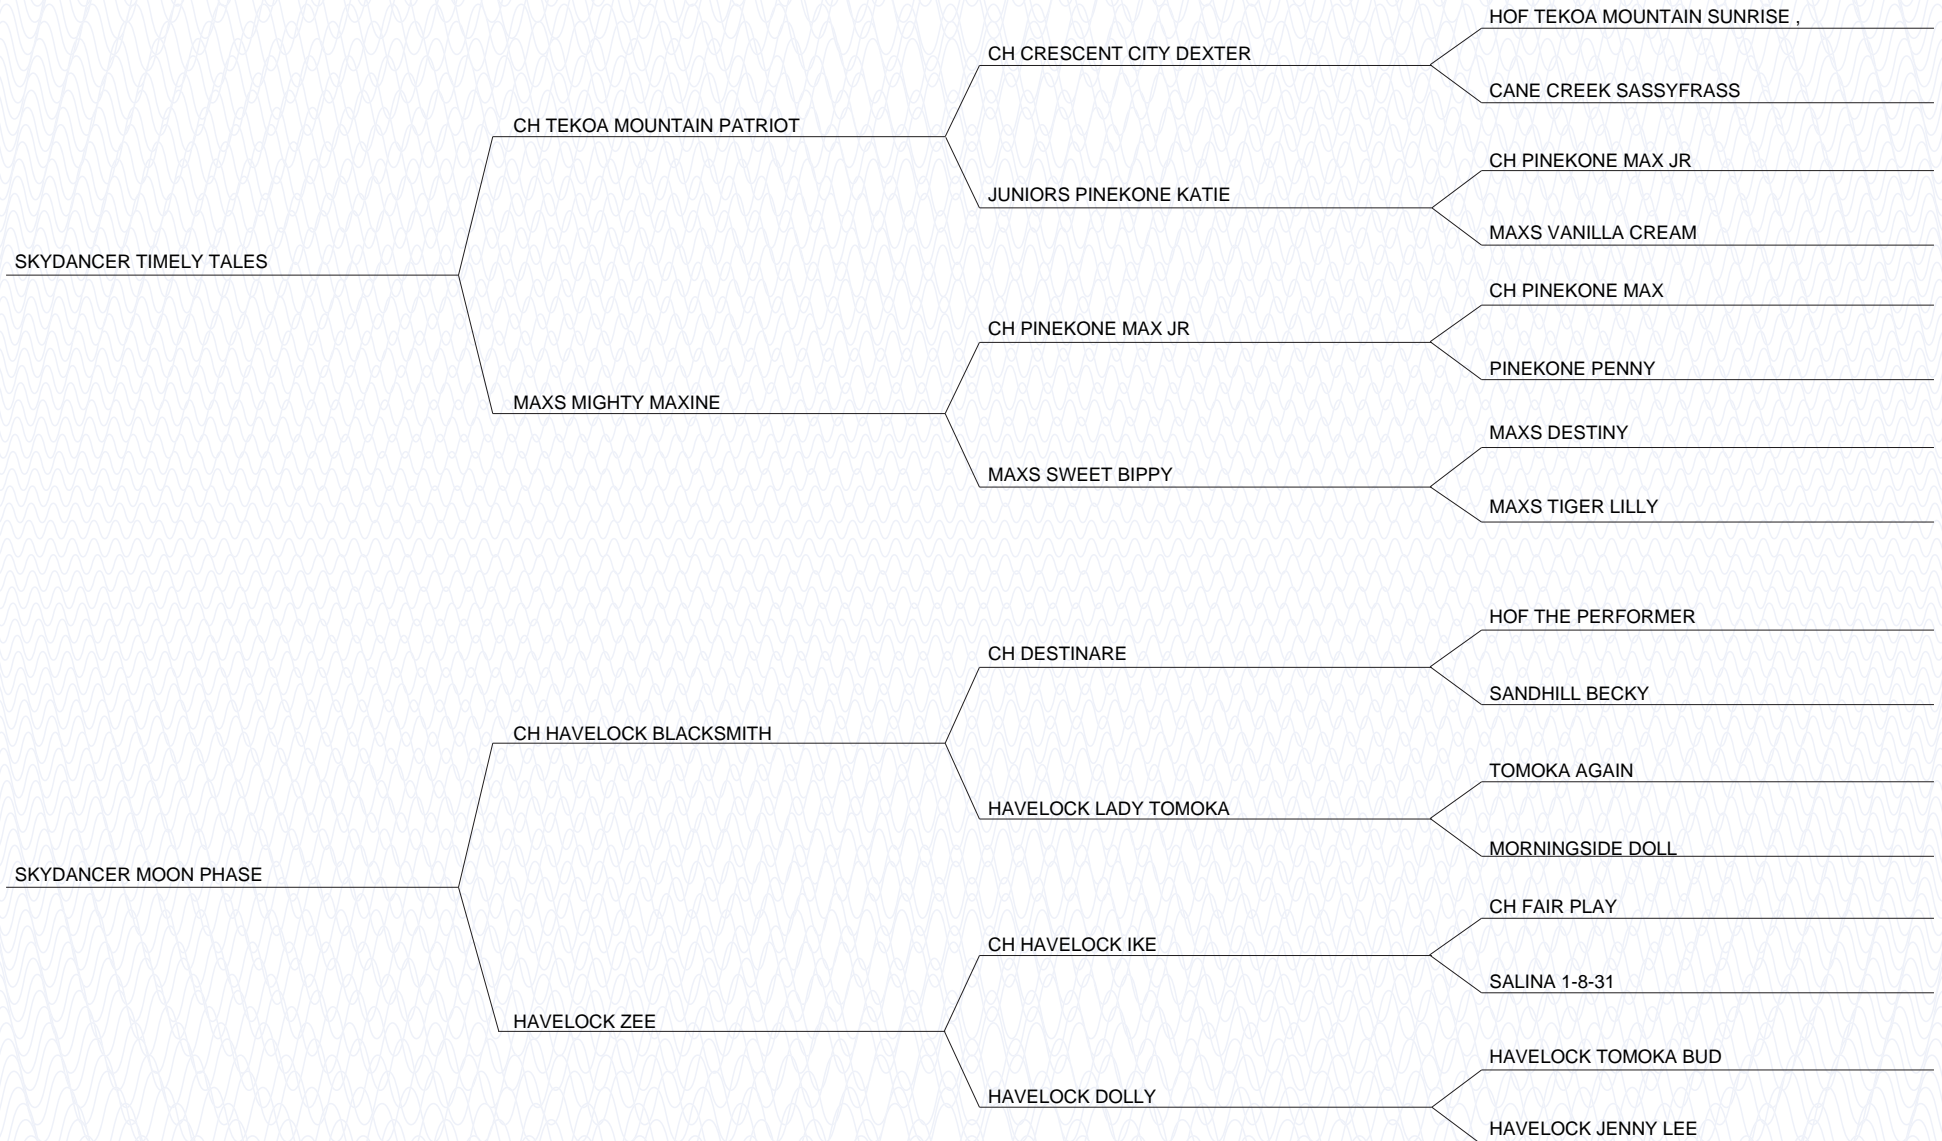 HOF TEKOA MOUNTAIN SUNRISE ,
CH CRESCENT CITY DEXTER
CANE CREEK SASSYFRASS
CH TEKOA MOUNTAIN PATRIOT
CH PINEKONE MAX JR
JUNIORS PINEKONE KATIE
MAXS VANILLA CREAM
SKYDANCER TIMELY TALES
CH PINEKONE MAX
CH PINEKONE MAX JR
PINEKONE PENNY
MAXS MIGHTY MAXINE
MAXS DESTINY
MAXS SWEET BIPPY
MAXS TIGER LILLY
HOF THE PERFORMER
CH DESTINARE
SANDHILL BECKY
CH HAVELOCK BLACKSMITH
TOMOKA AGAIN
HAVELOCK LADY TOMOKA
MORNINGSIDE DOLL
SKYDANCER MOON PHASE
CH FAIR PLAY
CH HAVELOCK IKE
SALINA 1-8-31
HAVELOCK ZEE
HAVELOCK TOMOKA BUD
HAVELOCK DOLLY
HAVELOCK JENNY LEE